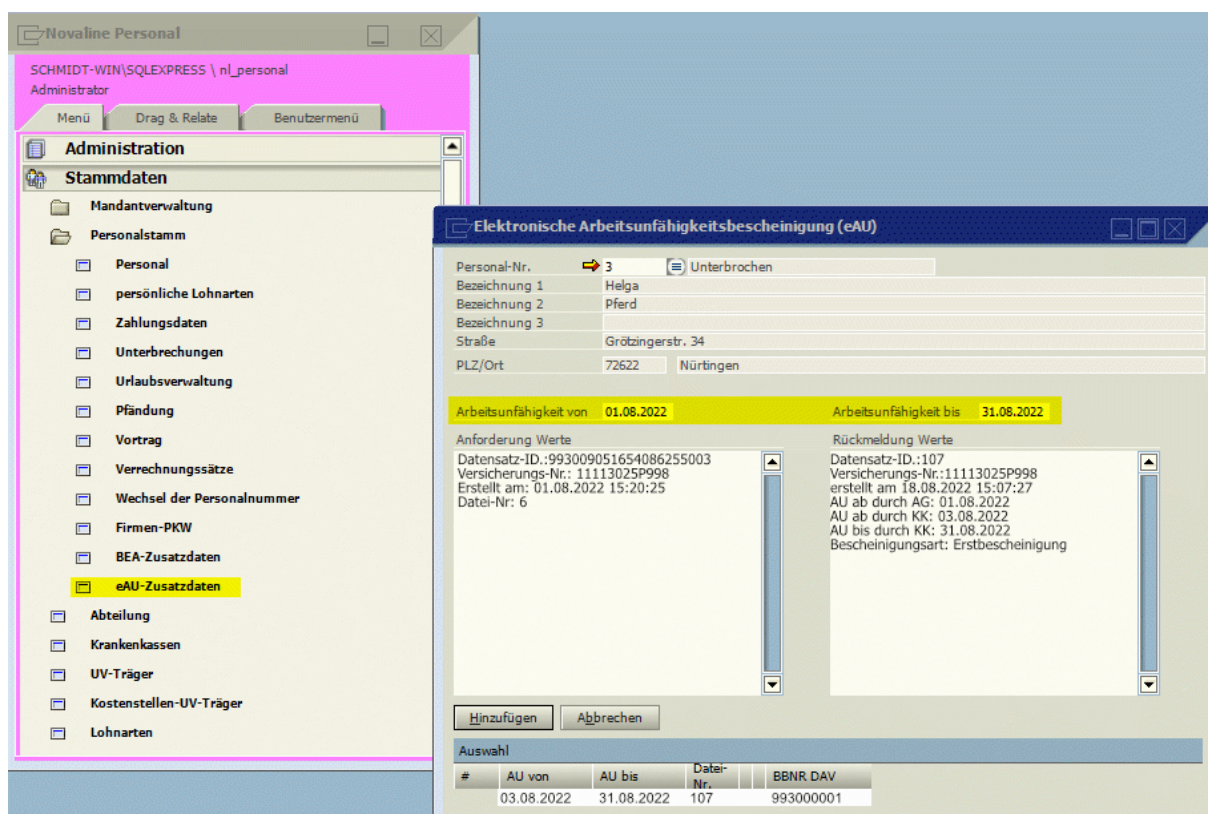 Novaline Personal
SCHMIDT-WIN\SQLEXPRESS \ nl_personal
Administrator
Menü Drag & Relate Benutzermenü
Administration
Stammdaten
Mandantverwaltung
Personalstamm
Personal
persönliche Lohnarten
Zahlungsdaten
Unterbrechungen
Urlaubsverwaltung
Pfändung
Vortrag
Verrechnungssätze
Wechsel der Personalnummer
Firmen-PKW
BEA-Zusatzdaten
eAU-Zusatzdaten
Abteilung
Krankenkassen
UV-Träger
Kostenstellen-UV-Träger
Lohnarten
Elektronische Arbeitsunfähigkeitsbescheinigung (eAU)
Personal-Nr. 3 Unterbrochen
Bezeichnung 1 Helga
Bezeichnung 2 Pferd
Bezeichnung 3
Straße Grötzingerstr. 34
PLZ/Ort 72622 Nürtingen
Arbeitsunfähigkeit von 01.08.2022 Arbeitsunfähigkeit bis 31.08.2022
Anforderung Werte
Datensatz-ID.:993009051654086255003
Versicherungs-Nr.: 11113025P998
Erstellt am: 01.08.2022 15:20:25
Datei-Nr: 6
Rückmeldung Werte
Datensatz-ID.:107
Versicherungs-Nr.:11113025P998
erstellt am 18.08.2022 15:07:27
AU ab durch AG: 01.08.2022
AU ab durch KK: 03.08.2022
AU bis durch KK: 31.08.2022
Bescheinigungsart: Erstbescheinigung
Hinzufügen Abbrechen
Auswahl
# AU von AU bis Datei-Nr. BBNR DAV
03.08.2022 31.08.2022 107 993000001